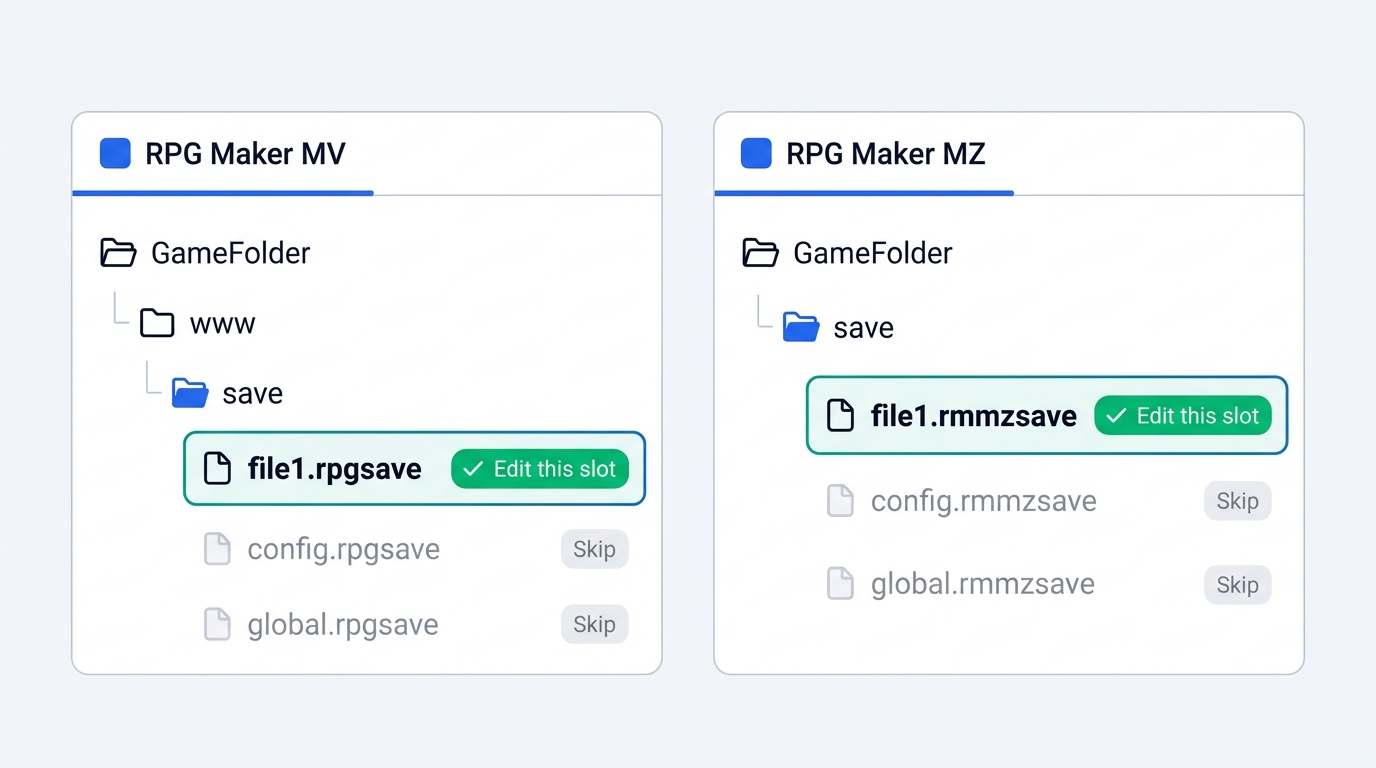 RPG Maker MV
GameFolder
www
save
file1.rpgsave Edit this slot
config.rpgsave Skip
global.rpgsave Skip
RPG Maker MZ
GameFolder
save
file1.rmmzsave Edit this slot
config.rmmzsave Skip
global.rmmzsave Skip